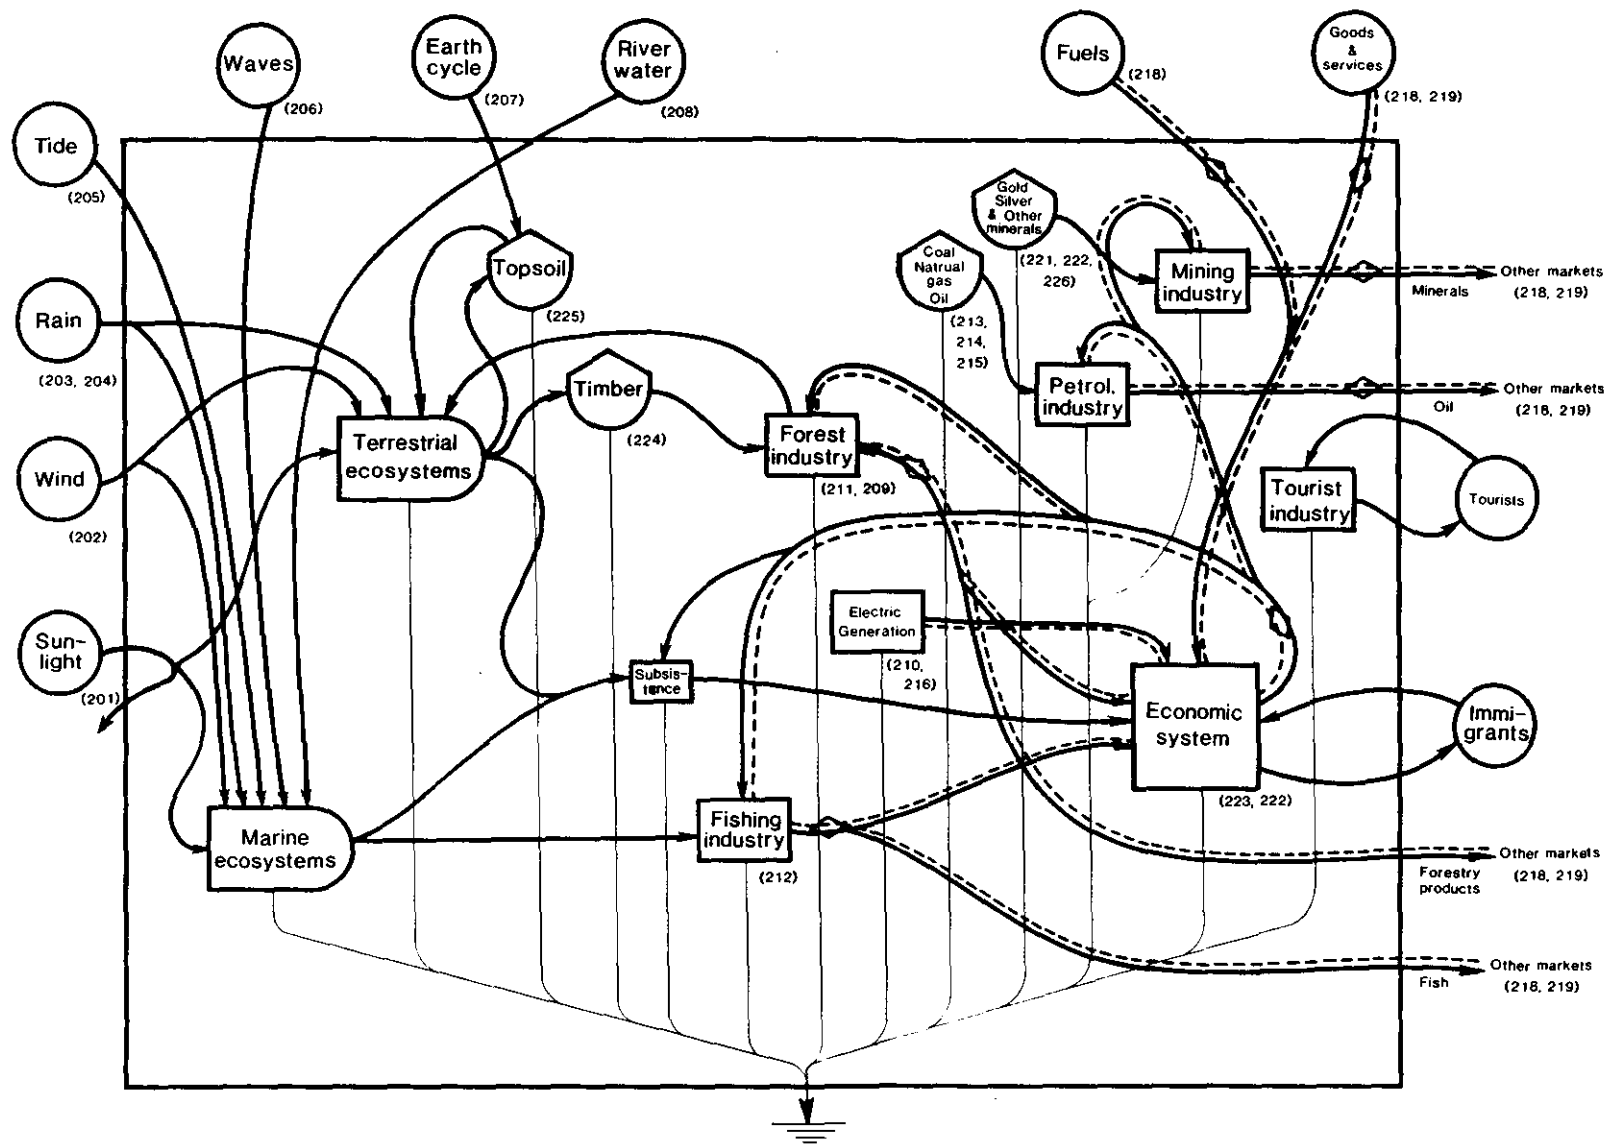 Waves
(206)
Earth
cycle
(207)
River
water
(208)
Fuels
(218)
Goods
&
services
(218, 219)
Tide
(205)
Rain
(203, 204)
Wind
(202)
Sun-
light
(201)
Topsoil
(225)
Timber
(224)
Terrestrial
ecosystems
Marine
ecosystems
Gold
Silver
& Other
minerals
(221, 222,
226)
Coal
Natrual
gas
Oil
(213,
214,
215)
Mining
industry
Minerals
Other markets
(218, 219)
Petrol.
industry
Oil
Other markets
(218, 219)
Forest
industry
(211, 209)
Tourist
industry
Tourists
Electric
Generation
(210,
216)
Subsis-
tence
Economic
system
(223, 222)
Immi-
grants
Fishing
industry
(212)
Forestry
products
Other markets
(218, 219)
Fish
Other markets
(218, 219)